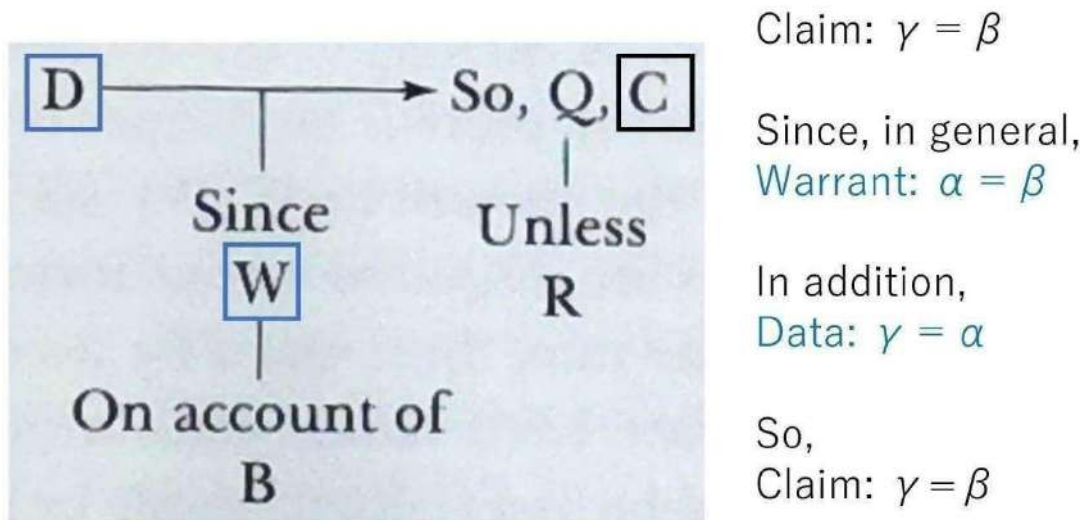 D So, Q, C
Since
W
Unless
R
On account of
B
Claim: γ = β
Since, in general,
Warrant: α = β
In addition,
Data: γ = α
So,
Claim: γ = β